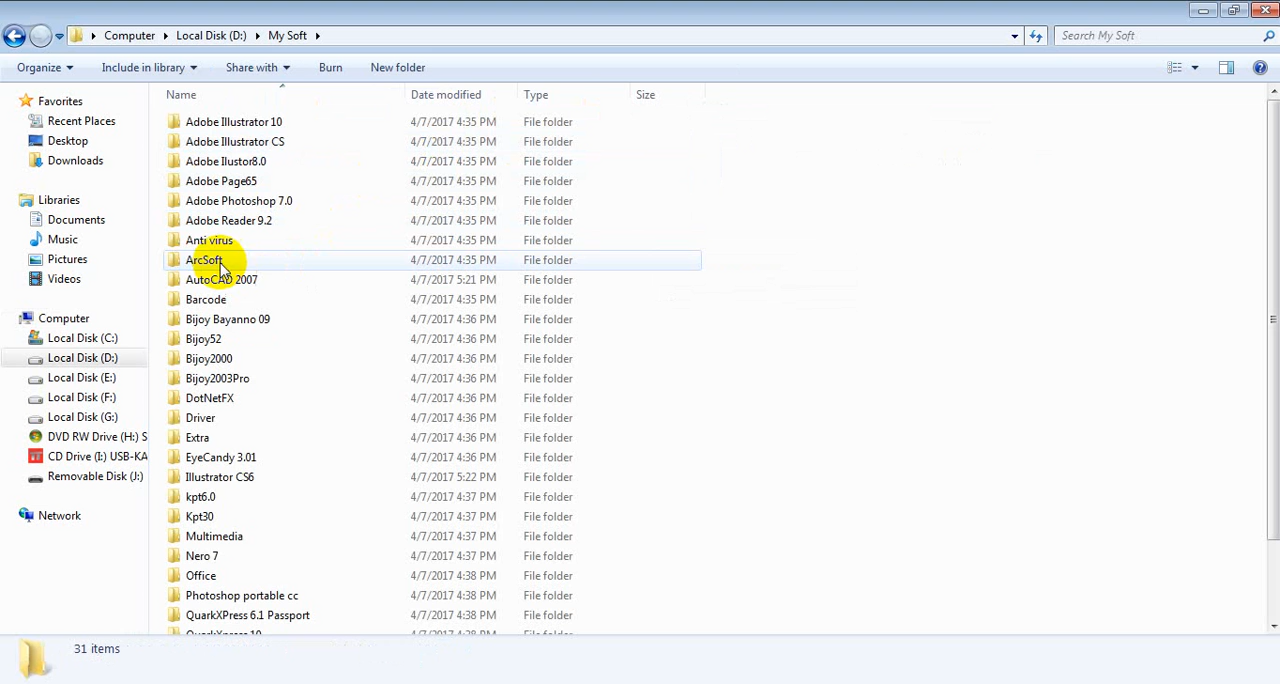 Computer Local Disk (D:) My Soft Search My Soft
Organize Include in library Share with Burn New folder
Name Date modified Type Size
Favorites
Recent Places
Desktop
Downloads
Libraries
Documents
Music
Pictures
Videos
Computer
Local Disk (C:)
Local Disk (D:)
Local Disk (E:)
Local Disk (F:)
Local Disk (G:)
DVD RW Drive (H:) S
CD Drive (I:) USB-KA
Removable Disk (J:)
Network
Adobe Illustrator 10 4/7/2017 4:35 PM File folder
Adobe Illustrator CS 4/7/2017 4:35 PM File folder
Adobe Ilustor8.0 4/7/2017 4:35 PM File folder
Adobe Page65 4/7/2017 4:35 PM File folder
Adobe Photoshop 7.0 4/7/2017 4:35 PM File folder
Adobe Reader 9.2 4/7/2017 4:35 PM File folder
Anti virus 4/7/2017 4:35 PM File folder
ArcSoft 4/7/2017 4:35 PM File folder
AutoCAD 2007 4/7/2017 5:21 PM File folder
Barcode 4/7/2017 4:35 PM File folder
Bijoy Bayanno 09 4/7/2017 4:36 PM File folder
Bijoy52 4/7/2017 4:36 PM File folder
Bijoy2000 4/7/2017 4:36 PM File folder
Bijoy2003Pro 4/7/2017 4:36 PM File folder
DotNetFX 4/7/2017 4:36 PM File folder
Driver 4/7/2017 4:36 PM File folder
Extra 4/7/2017 4:36 PM File folder
EyeCandy 3.01 4/7/2017 4:36 PM File folder
Illustrator CS6 4/7/2017 5:22 PM File folder
kpt6.0 4/7/2017 4:37 PM File folder
Kpt30 4/7/2017 4:37 PM File folder
Multimedia 4/7/2017 4:37 PM File folder
Nero 7 4/7/2017 4:37 PM File folder
Office 4/7/2017 4:38 PM File folder
Photoshop portable cc 4/7/2017 4:38 PM File folder
QuarkXPress 6.1 Passport 4/7/2017 4:38 PM File folder
31 items